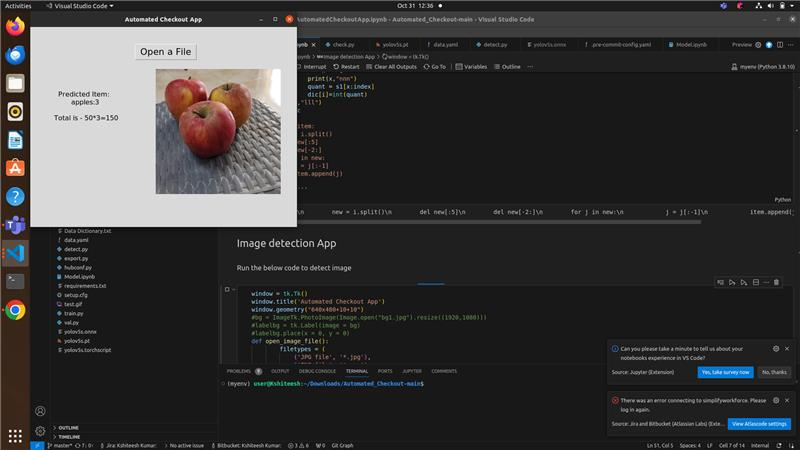 Activities
Visual Studio Code
Oct 31 12:36
AutomatedCheckoutApp.ipynb - Automated_Checkout-main - Visual Studio Code
Automated Checkout App
Open a File
Predicted Item:
apples:3
Total is - 50*3=150
check.py
yolov5s.pt
data.yaml
detect.py
yolov5s.onnx
.pre-commit-config.yaml
Model.ipynb
Preview
Image detection App
window = tk.Tk()
Interrupt
Restart
Clear All Outputs
Go To
Variables
Outline
...
myenv (Python 3.8.10)
print(x,"nnn")
quant = s1[x:index]
dic[i]=int(quant)
,"lll")
item:
i.split()
new[:5]
new[-2:]
in new:
= j[:-1]
item.append(j)
Python
new = i.split()\n del new[:5]\n del new[-2:]\n for j in new:\n j = j[:-1]\n item.append(j
Data Dictionary.txt
data.yaml
detect.py
export.py
hubconf.py
Model.ipynb
requirements.txt
setup.cfg
test.gif
train.py
val.py
yolov5s.onnx
yolov5s.pt
yolov5s.torchscript
OUTLINE
TIMELINE
Image detection App
Run the below code to detect image
window = tk.Tk()
window.title('Automated Checkout App')
window.geometry("640x480+10+10")
#bg = ImageTk.PhotoImage(Image.open("bg1.jpg").resize((1920,1080)))
#labelbg = tk.Label(image = bg)
#labelbg.place(x = 0, y = 0)
def open_image_file():
filetypes = (
('JPG file', '*.jpg'),
PROBLEMS 9
OUTPUT
DEBUG CONSOLE
TERMINAL
PORTS
JUPYTER
COMMENTS
(myenv) user@Kshiteesh:~/Downloads/Automated_Checkout-main$
Can you please take a minute to tell us about your
notebooks experience in VS Code?
Source: Jupyter (Extension)
Yes, take survey now
No, thanks
There was an error connecting to simplifyworkforce. Please
log in again.
Source: Jira and Bitbucket (Atlassian Labs) (Exte...
View Atlascode settings
master*
7↓ 0↑
Jira: Kshiteesh Kumar:
No active issue
Bitbucket: Kshiteesh Kumar:
3
6
Git Graph
Ln 51, Col 5
Spaces: 4
LF
Cell 7 of 14
Internal